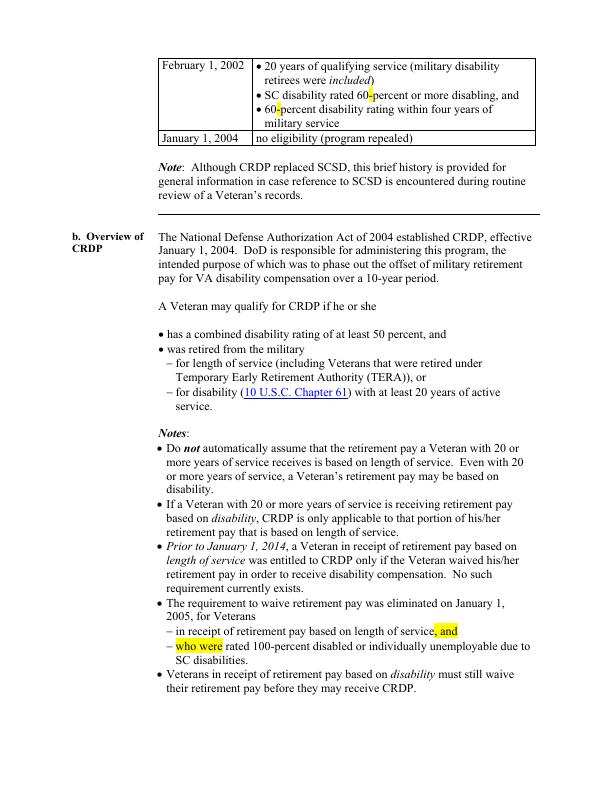 February 1, 2002
• 20 years of qualifying service (military disability
retirees were included)
• SC disability rated 60-percent or more disabling, and
• 60-percent disability rating within four years of
military service
January 1, 2004
no eligibility (program repealed)
Note:  Although CRDP replaced SCSD, this brief history is provided for
general information in case reference to SCSD is encountered during routine
review of a Veteran’s records.
b.  Overview of
CRDP
The National Defense Authorization Act of 2004 established CRDP, effective
January 1, 2004.  DoD is responsible for administering this program, the
intended purpose of which was to phase out the offset of military retirement
pay for VA disability compensation over a 10-year period.
A Veteran may qualify for CRDP if he or she
• has a combined disability rating of at least 50 percent, and
• was retired from the military
− for length of service (including Veterans that were retired under
Temporary Early Retirement Authority (TERA)), or
− for disability (10 U.S.C. Chapter 61) with at least 20 years of active
service.
Notes:
• Do not automatically assume that the retirement pay a Veteran with 20 or
more years of service receives is based on length of service.  Even with 20
or more years of service, a Veteran’s retirement pay may be based on
disability.
• If a Veteran with 20 or more years of service is receiving retirement pay
based on disability, CRDP is only applicable to that portion of his/her
retirement pay that is based on length of service.
• Prior to January 1, 2014, a Veteran in receipt of retirement pay based on
length of service was entitled to CRDP only if the Veteran waived his/her
retirement pay in order to receive disability compensation.  No such
requirement currently exists.
• The requirement to waive retirement pay was eliminated on January 1,
2005, for Veterans
− in receipt of retirement pay based on length of service, and
− who were rated 100-percent disabled or individually unemployable due to
SC disabilities.
• Veterans in receipt of retirement pay based on disability must still waive
their retirement pay before they may receive CRDP.